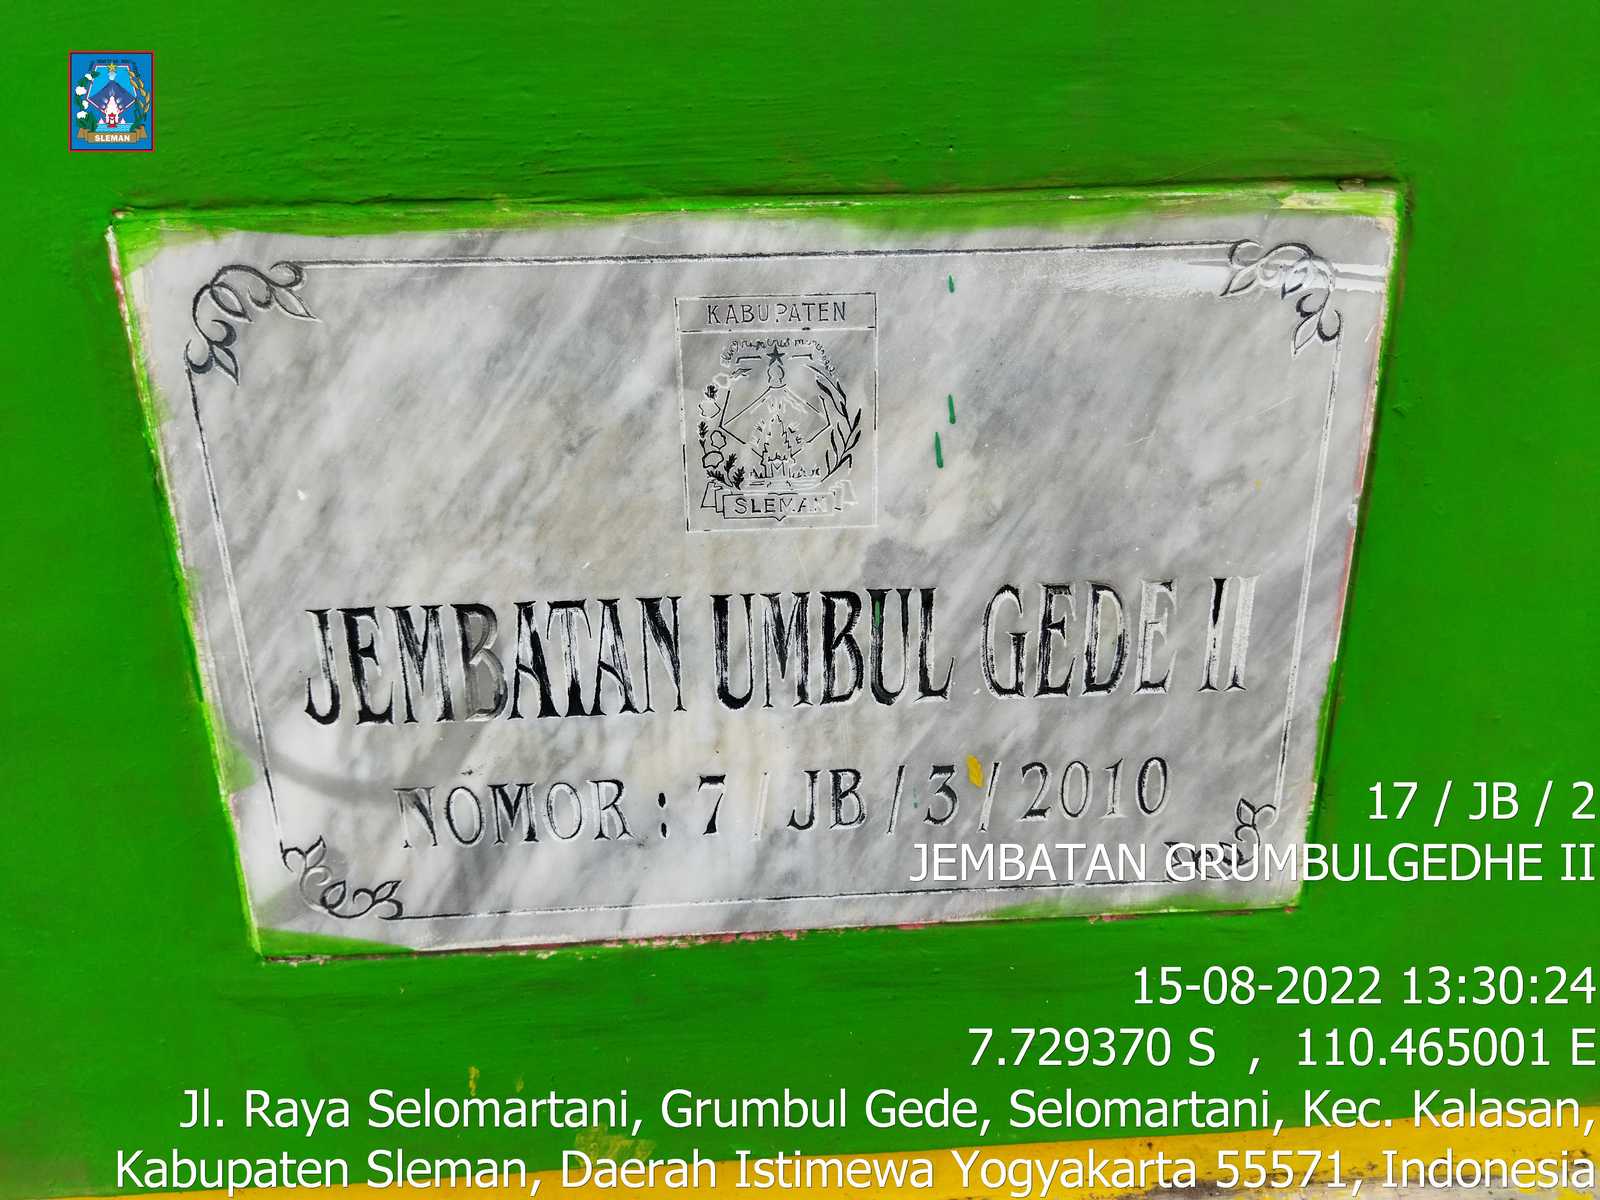 SLEMAN
KABUPATEN
SLEMAN
JEMBATAN UMBUL GEDE II
NOMOR : 7 / JB / 3 / 2010
17 / JB / 2
JEMBATAN GRUMBULGEDHE II
15-08-2022 13:30:24
7.729370 S , 110.465001 E
Jl. Raya Selomartani, Grumbul Gede, Selomartani, Kec. Kalasan,
Kabupaten Sleman, Daerah Istimewa Yogyakarta 55571, Indonesia